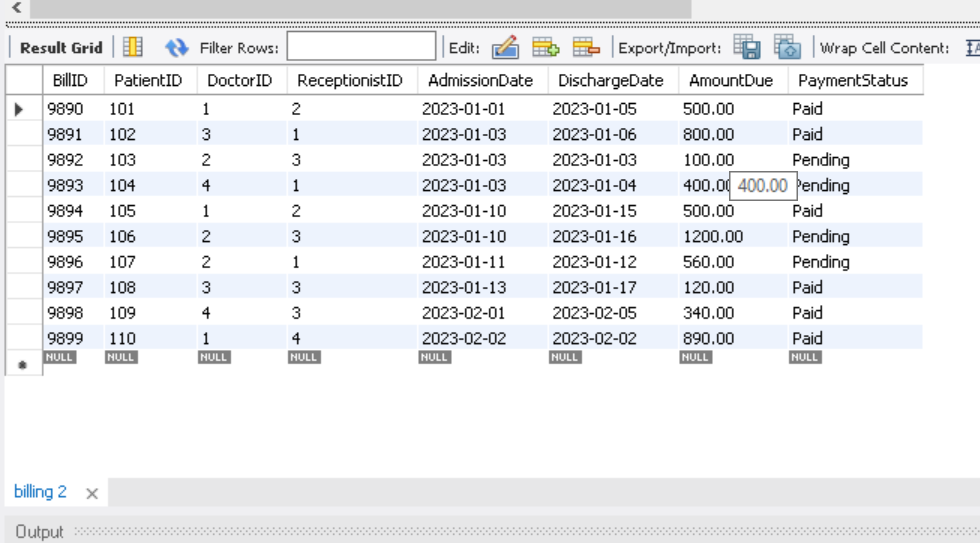 Result Grid Filter Rows: Edit: Export/Import: Wrap Cell Content:
BillID PatientID DoctorID ReceptionistID AdmissionDate DischargeDate AmountDue PaymentStatus
9890 101 1 2 2023-01-01 2023-01-05 500.00 Paid
9891 102 3 1 2023-01-03 2023-01-06 800.00 Paid
9892 103 2 3 2023-01-03 2023-01-03 100.00 Pending
9893 104 4 1 2023-01-03 2023-01-04 400.00 400.00 Pending
9894 105 1 2 2023-01-10 2023-01-15 500.00 Paid
9895 106 2 3 2023-01-10 2023-01-16 1200.00 Pending
9896 107 2 1 2023-01-11 2023-01-12 560.00 Pending
9897 108 3 3 2023-01-13 2023-01-17 120.00 Paid
9898 109 4 3 2023-02-01 2023-02-05 340.00 Paid
9899 110 1 4 2023-02-02 2023-02-02 890.00 Paid
NULL NULL NULL NULL NULL NULL NULL NULL
billing 2
Output